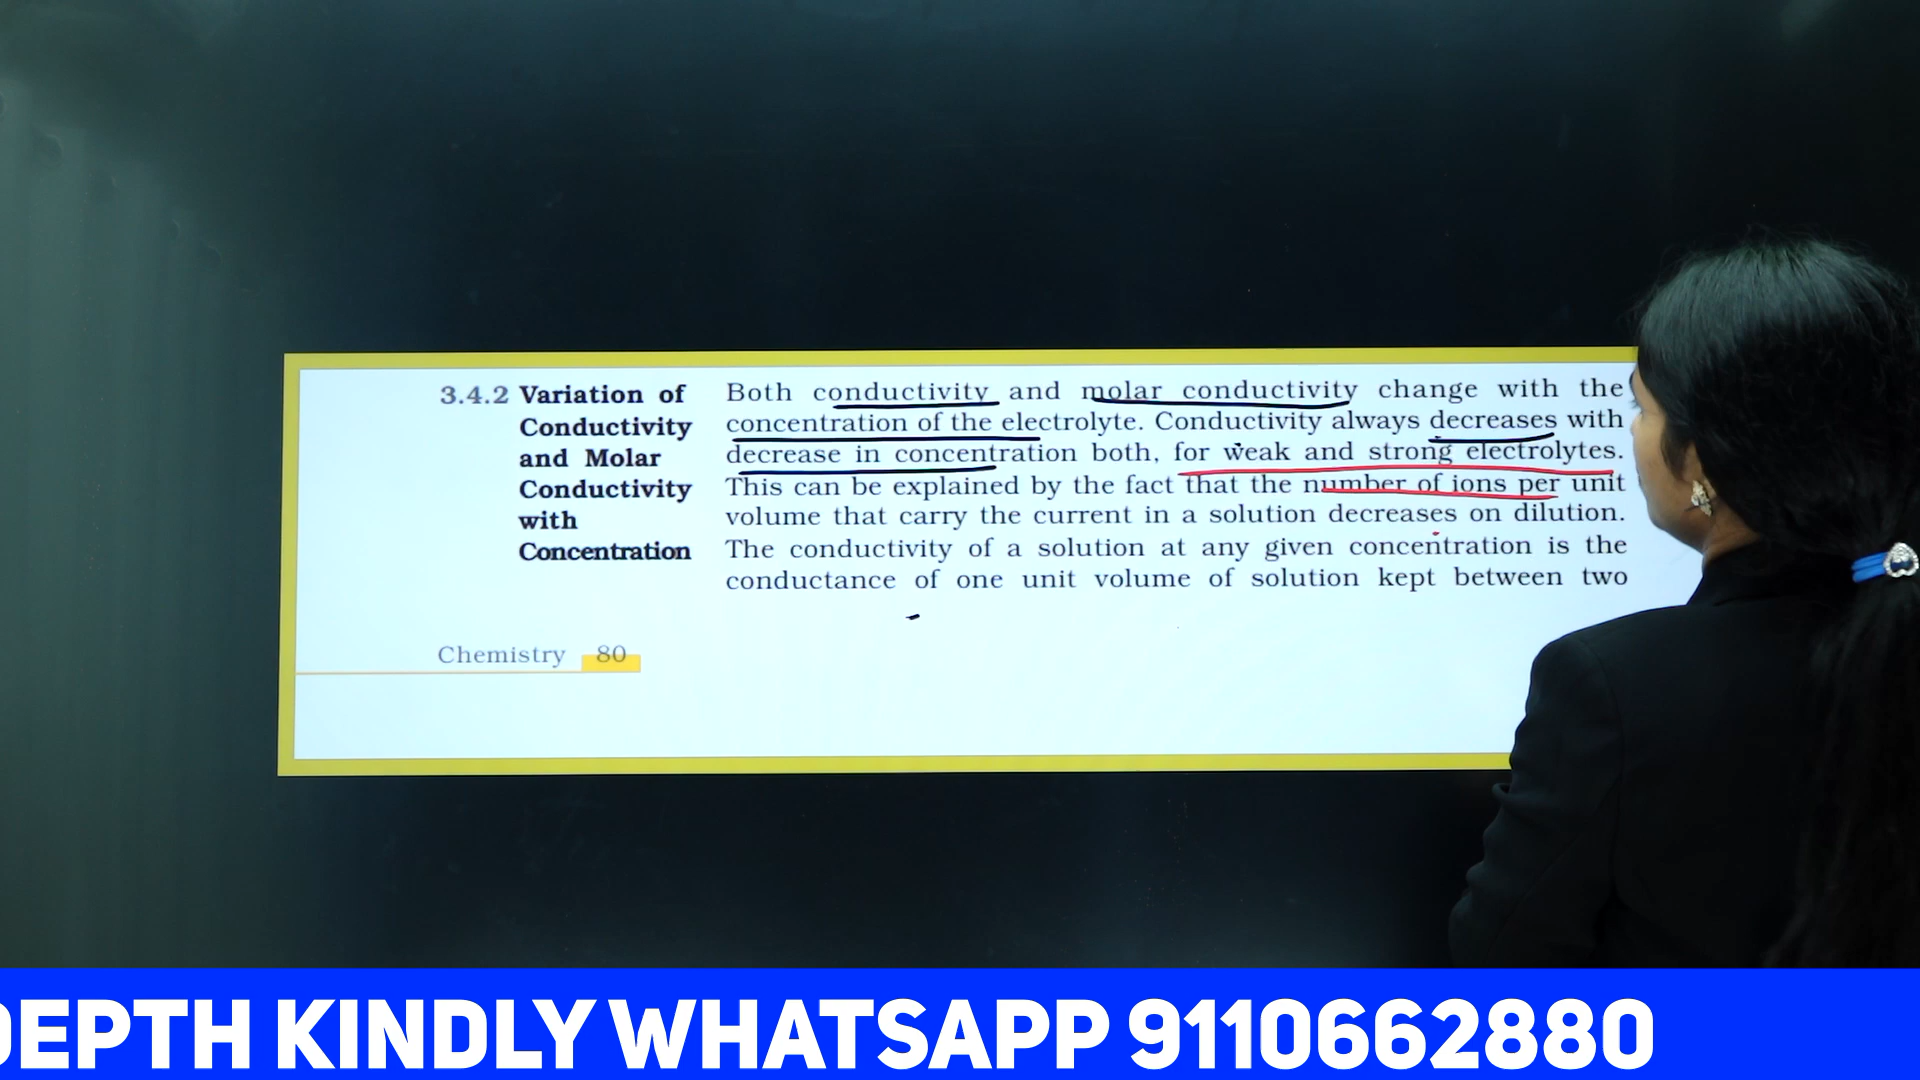 3.4.2 Variation of Conductivity and Molar Conductivity with Concentration
Both conductivity and molar conductivity change with the
concentration of the electrolyte. Conductivity always decreases with
decrease in concentration both, for weak and strong electrolytes.
This can be explained by the fact that the number of ions per unit
volume that carry the current in a solution decreases on dilution.
The conductivity of a solution at any given concentration is the
conductance of one unit volume of solution kept between two
Chemistry 80
DEPTH KINDLY WHATSAPP 9110662880